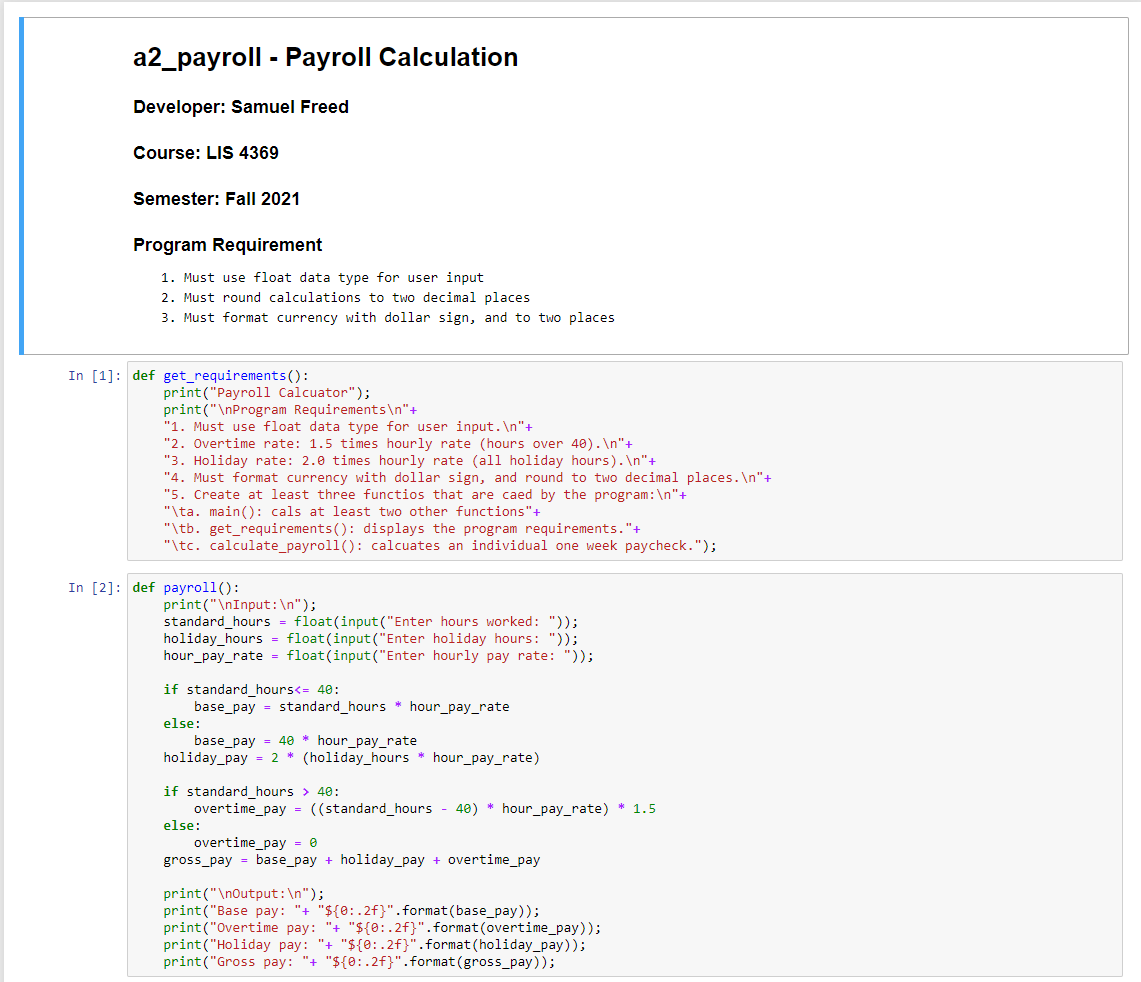 a2_payroll - Payroll Calculation
Developer: Samuel Freed
Course: LIS 4369
Semester: Fall 2021
Program Requirement
1. Must use float data type for user input
2. Must round calculations to two decimal places
3. Must format currency with dollar sign, and to two places
In [1]: def get_requirements():
    print("Payroll Calcuator");
    print("\nProgram Requirements\n"+
    "1. Must use float data type for user input.\n"+
    "2. Overtime rate: 1.5 times hourly rate (hours over 40).\n"+
    "3. Holiday rate: 2.0 times hourly rate (all holiday hours).\n"+
    "4. Must format currency with dollar sign, and round to two decimal places.\n"+
    "5. Create at least three functios that are caed by the program:\n"+
    "\ta. main(): cals at least two other functions"+
    "\tb. get_requirements(): displays the program requirements."+
    "\tc. calculate_payroll(): calcuates an individual one week paycheck.");
In [2]: def payroll():
    print("\nInput:\n");
    standard_hours = float(input("Enter hours worked: "));
    holiday_hours = float(input("Enter holiday hours: "));
    hour_pay_rate = float(input("Enter hourly pay rate: "));
    if standard_hours<= 40:
        base_pay = standard_hours * hour_pay_rate
    else:
        base_pay = 40 * hour_pay_rate
    holiday_pay = 2 * (holiday_hours * hour_pay_rate)
    if standard_hours > 40:
        overtime_pay = ((standard_hours - 40) * hour_pay_rate) * 1.5
    else:
        overtime_pay = 0
    gross_pay = base_pay + holiday_pay + overtime_pay
    print("\nOutput:\n");
    print("Base pay: "+ "${0:.2f}".format(base_pay));
    print("Overtime pay: "+ "${0:.2f}".format(overtime_pay));
    print("Holiday pay: "+ "${0:.2f}".format(holiday_pay));
    print("Gross pay: "+ "${0:.2f}".format(gross_pay));